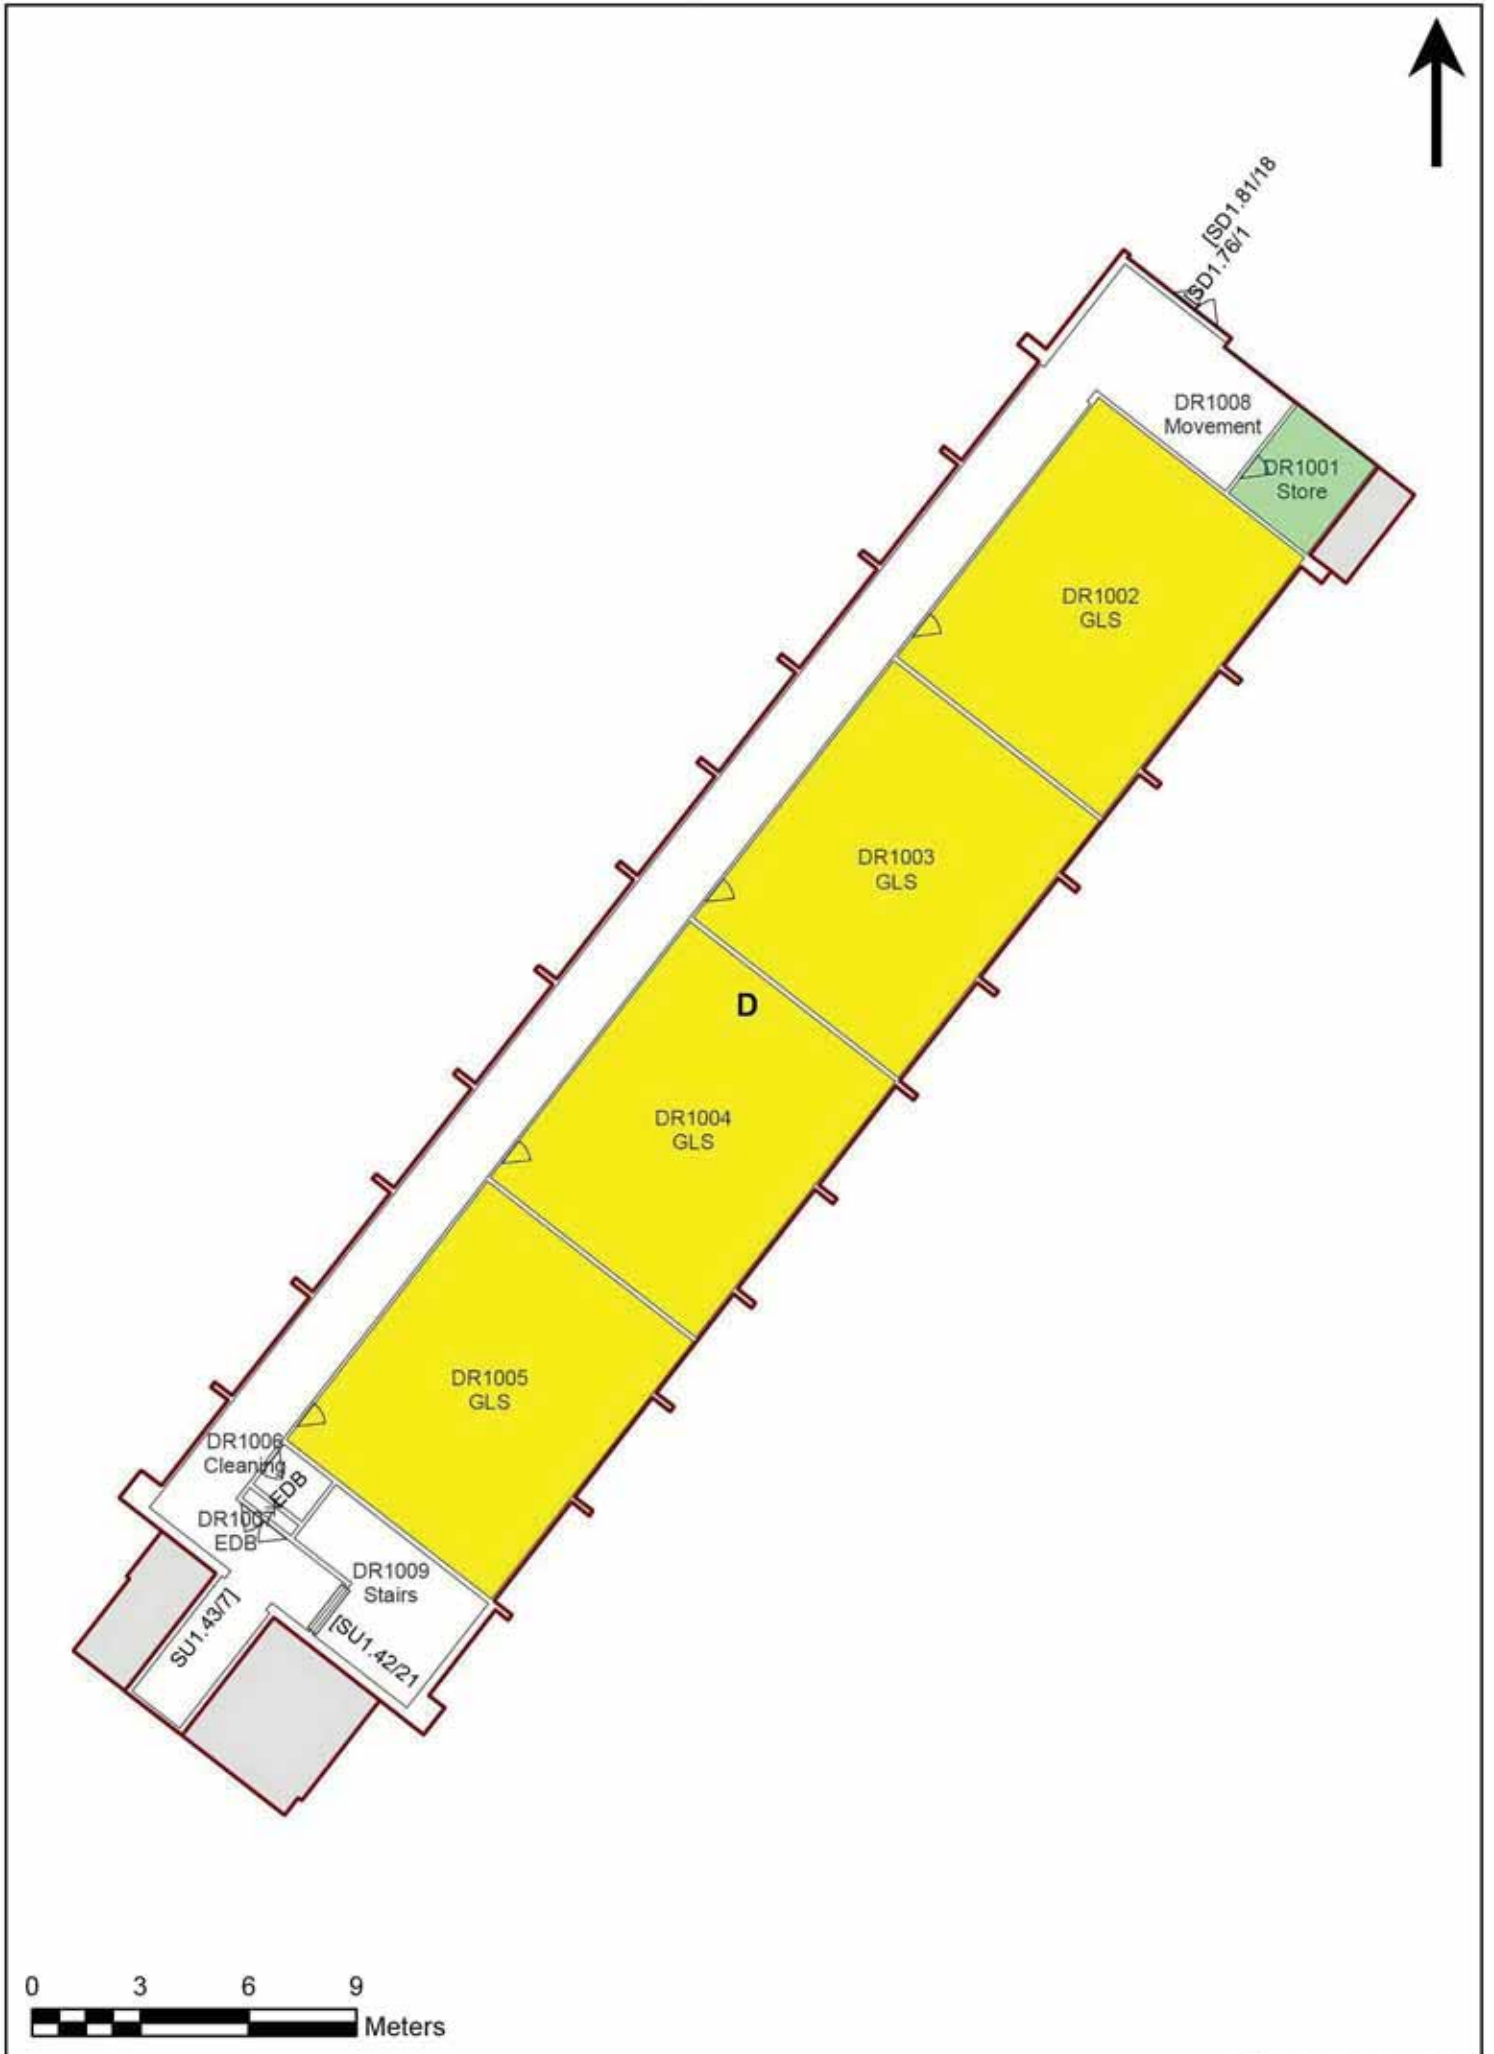 [SD1.81/18
SD1.76/1
DR1008
Movement
DR1001
Store
DR1002
GLS
DR1003
GLS
D
DR1004
GLS
DR1005
GLS
DR1006
Cleaning
EDB
DR1007
EDB
DR1009
Stairs
SU1.43/7]
[SU1.42/21
0 3 6 9
Meters